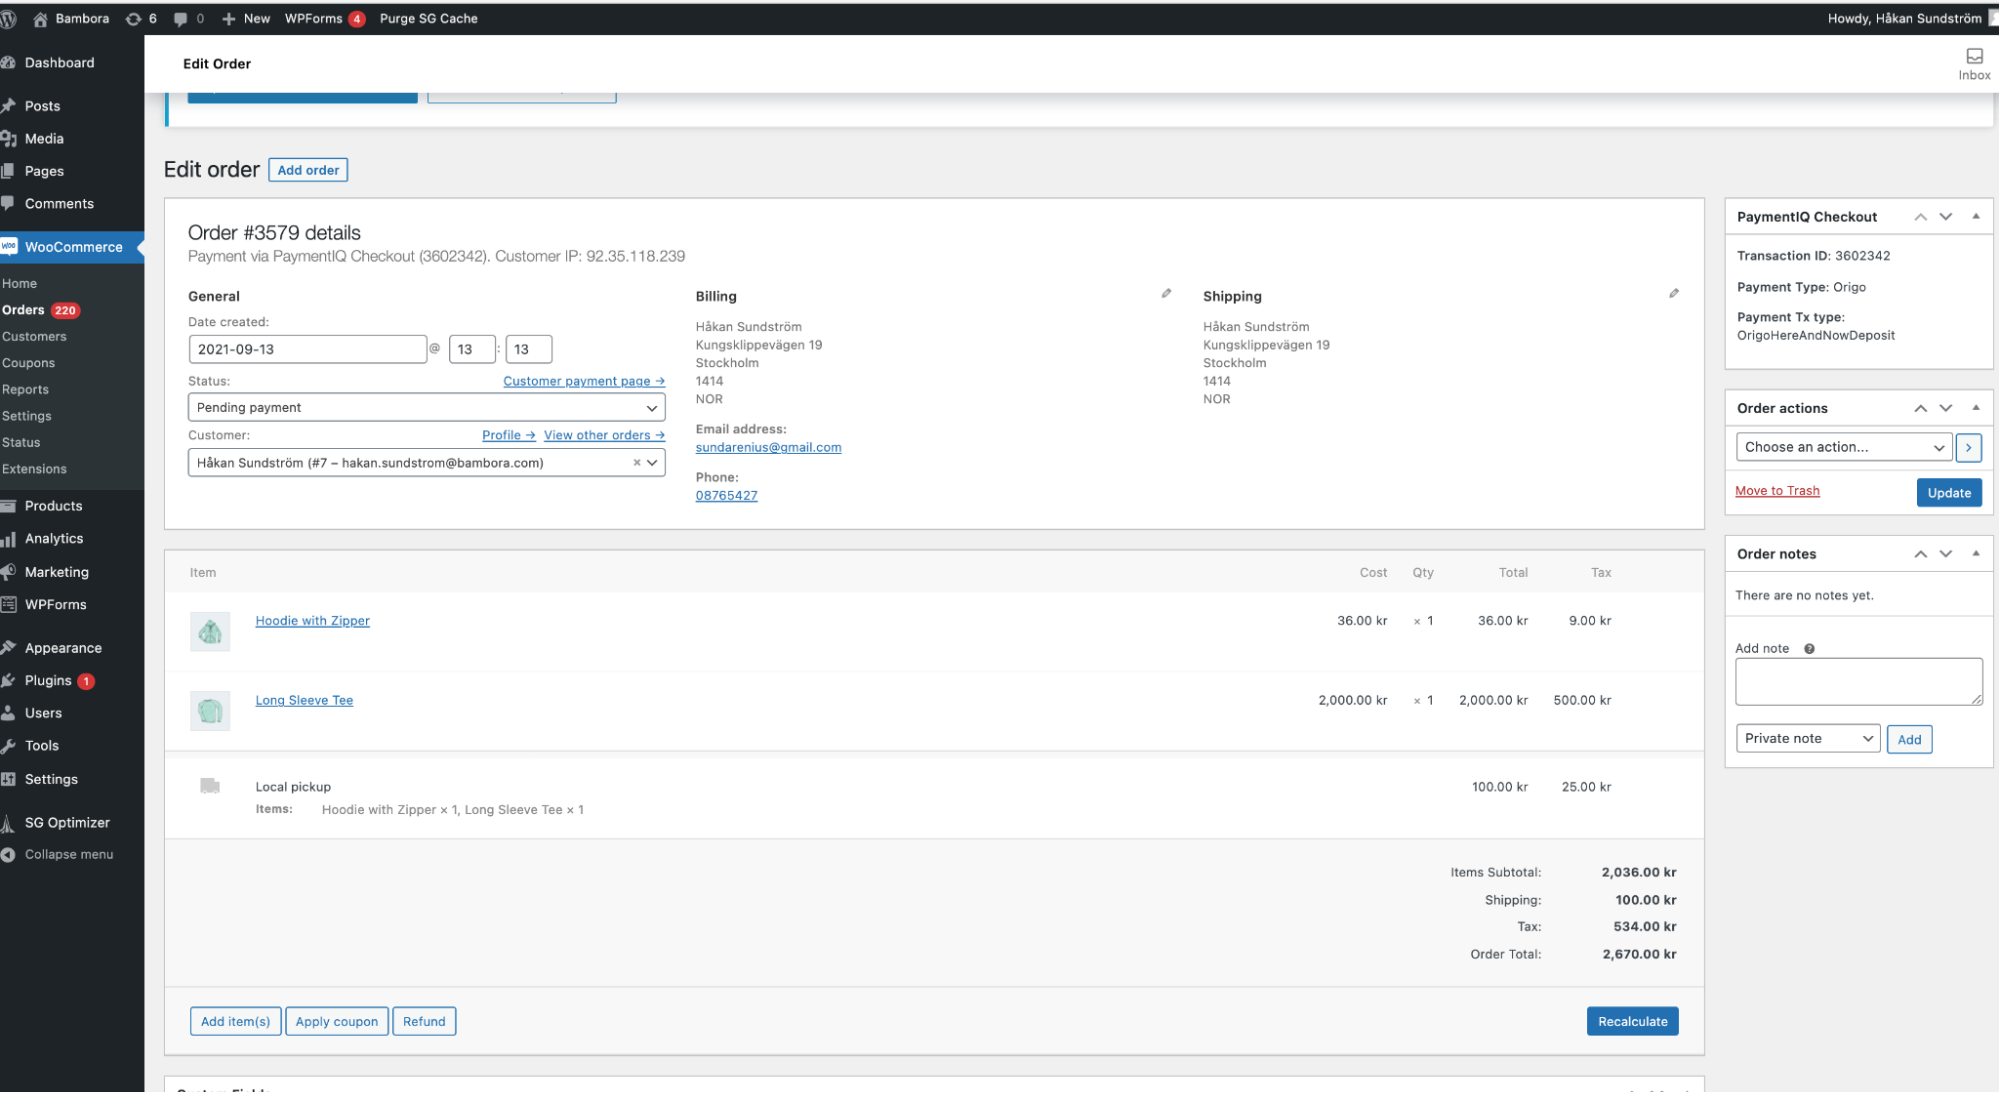 Bambora 6 0 New WPForms 4 Purge SG Cache Howdy, Håkan Sundström
Dashboard
Posts
Media
Pages
Comments
Woo WooCommerce
Home
Orders 220
Customers
Coupons
Reports
Settings
Status
Extensions
Products
Analytics
Marketing
WPForms
Appearance
Plugins 1
Users
Tools
Settings
SG Optimizer
Collapse menu
Edit Order
Inbox
Edit order Add order
Order #3579 details
Payment via PaymentIQ Checkout (3602342). Customer IP: 92.35.118.239
General
Date created:
2021-09-13 @ 13 : 13
Status: Customer payment page →
Pending payment
Customer: Profile → View other orders →
Håkan Sundström (#7 – hakan.sundstrom@bambora.com) ×
Billing
Håkan Sundström
Kungsklippevägen 19
Stockholm
1414
NOR
Email address:
sundarenius@gmail.com
Phone:
08765427
Shipping
Håkan Sundström
Kungsklippevägen 19
Stockholm
1414
NOR
Item Cost Qty Total Tax
Hoodie with Zipper 36.00 kr × 1 36.00 kr 9.00 kr
Long Sleeve Tee 2,000.00 kr × 1 2,000.00 kr 500.00 kr
Local pickup 100.00 kr 25.00 kr
Items: Hoodie with Zipper × 1, Long Sleeve Tee × 1
Items Subtotal: 2,036.00 kr
Shipping: 100.00 kr
Tax: 534.00 kr
Order Total: 2,670.00 kr
Add item(s) Apply coupon Refund Recalculate
PaymentIQ Checkout
Transaction ID: 3602342
Payment Type: Origo
Payment Tx type:
OrigoHereAndNowDeposit
Order actions
Choose an action...
Move to Trash Update
Order notes
There are no notes yet.
Add note ?
Private note Add